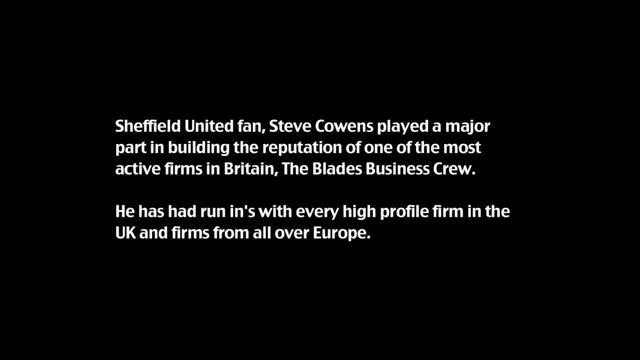 Sheffield United fan, Steve Cowens played a major
part in building the reputation of one of the most
active firms in Britain, The Blades Business Crew.
He has had run in's with every high profile firm in the
UK and firms from all over Europe.